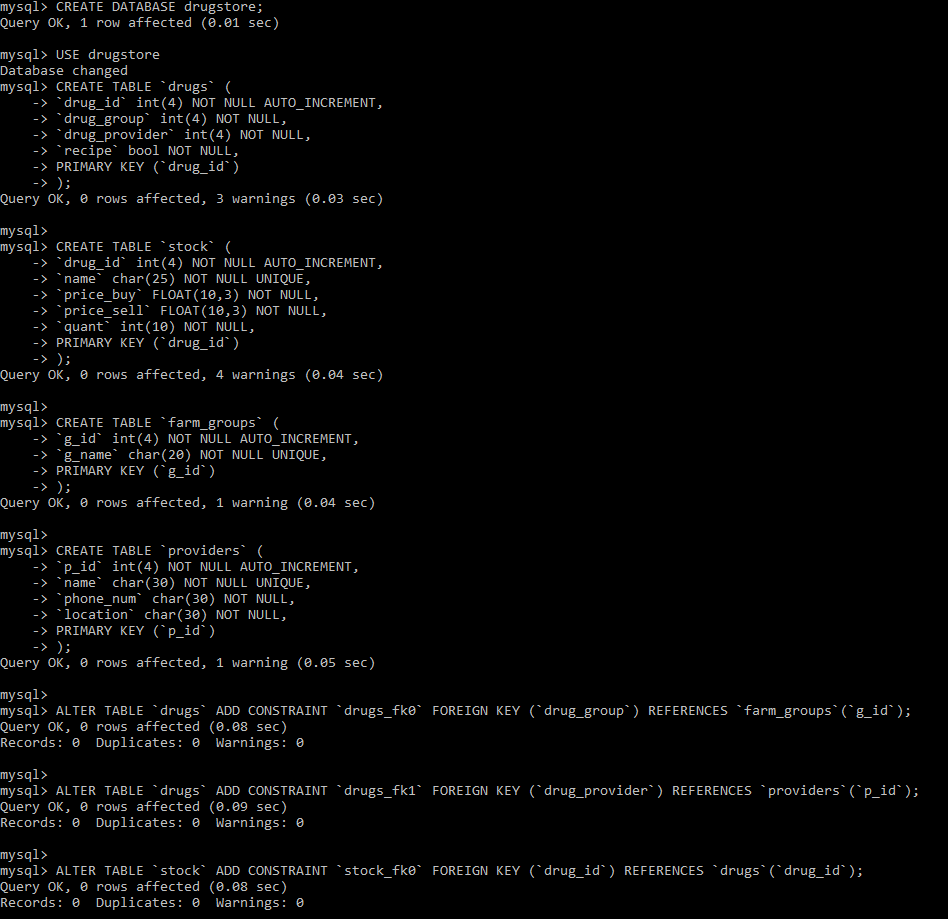 mysql> CREATE DATABASE drugstore;
Query OK, 1 row affected (0.01 sec)

mysql> USE drugstore
Database changed
mysql> CREATE TABLE `drugs` (
    -> `drug_id` int(4) NOT NULL AUTO_INCREMENT,
    -> `drug_group` int(4) NOT NULL,
    -> `drug_provider` int(4) NOT NULL,
    -> `recipe` bool NOT NULL,
    -> PRIMARY KEY (`drug_id`)
    -> );
Query OK, 0 rows affected, 3 warnings (0.03 sec)

mysql>
mysql> CREATE TABLE `stock` (
    -> `drug_id` int(4) NOT NULL AUTO_INCREMENT,
    -> `name` char(25) NOT NULL UNIQUE,
    -> `price_buy` FLOAT(10,3) NOT NULL,
    -> `price_sell` FLOAT(10,3) NOT NULL,
    -> `quant` int(10) NOT NULL,
    -> PRIMARY KEY (`drug_id`)
    -> );
Query OK, 0 rows affected, 4 warnings (0.04 sec)

mysql>
mysql> CREATE TABLE `farm_groups` (
    -> `g_id` int(4) NOT NULL AUTO_INCREMENT,
    -> `g_name` char(20) NOT NULL UNIQUE,
    -> PRIMARY KEY (`g_id`)
    -> );
Query OK, 0 rows affected, 1 warning (0.04 sec)

mysql>
mysql> CREATE TABLE `providers` (
    -> `p_id` int(4) NOT NULL AUTO_INCREMENT,
    -> `name` char(30) NOT NULL UNIQUE,
    -> `phone_num` char(30) NOT NULL,
    -> `location` char(30) NOT NULL,
    -> PRIMARY KEY (`p_id`)
    -> );
Query OK, 0 rows affected, 1 warning (0.05 sec)

mysql>
mysql> ALTER TABLE `drugs` ADD CONSTRAINT `drugs_fk0` FOREIGN KEY (`drug_group`) REFERENCES `farm_groups`(`g_id`);
Query OK, 0 rows affected (0.08 sec)
Records: 0  Duplicates: 0  Warnings: 0

mysql>
mysql> ALTER TABLE `drugs` ADD CONSTRAINT `drugs_fk1` FOREIGN KEY (`drug_provider`) REFERENCES `providers`(`p_id`);
Query OK, 0 rows affected (0.09 sec)
Records: 0  Duplicates: 0  Warnings: 0

mysql>
mysql> ALTER TABLE `stock` ADD CONSTRAINT `stock_fk0` FOREIGN KEY (`drug_id`) REFERENCES `drugs`(`drug_id`);
Query OK, 0 rows affected (0.08 sec)
Records: 0  Duplicates: 0  Warnings: 0